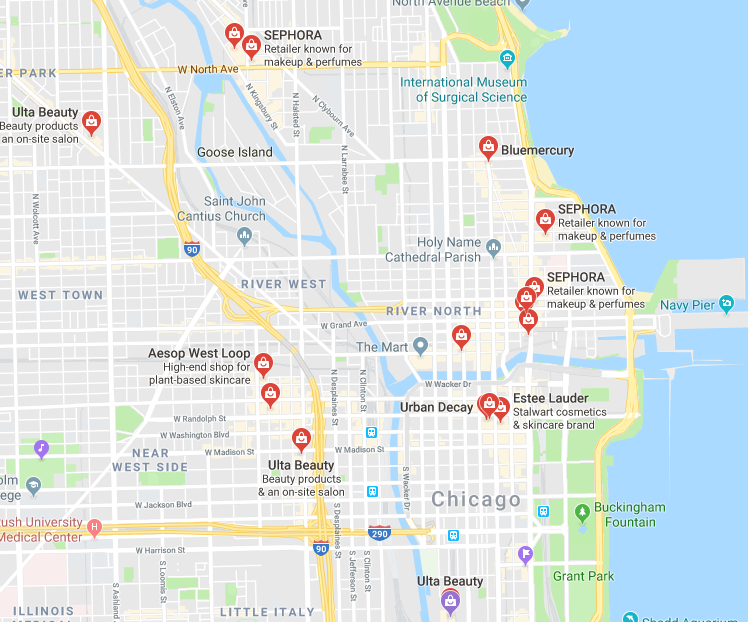 North Avenue Beach
SEPHORA
Retailer known for
makeup & perfumes
W North Ave
ER PARK
International Museum
of Surgical Science
N Elston Ave
N Kingsbury St
N Halsted St
N Clybourn Ave
Ulta Beauty
Beauty products
& an on-site salon
Goose Island
N Larrabee St
Bluemercury
Saint John
Cantius Church
N Wolcott Ave
SEPHORA
Retailer known for
makeup & perfumes
90
Holy Name
Cathedral Parish
SEPHORA
Retailer known for
makeup & perfumes
RIVER WEST
WEST TOWN
RIVER NORTH
Navy Pier
W Grand Ave
The Mart
Aesop West Loop
High-end shop for
plant-based skincare
N Desplaines St
N Clinton St
W Wacker Dr
Urban Decay
Estee Lauder
Stalwart cosmetics
& skincare brand
W Randolph St
W Washington Blvd
W Madison St
W Madison St
NEAR
WEST SIDE
Ulta Beauty
Beauty products
& an on-site salon
olm
ege
S Wacker Dr
Chicago
W Jackson Blvd
Buckingham
Fountain
ush University
Medical Center
H
290
90
W Harrison St
S Desplaines St
S Jefferson St
S Clinton St
S Loomis St
S Ashland
Grant Park
Ulta Beauty
ILLINOIS
MEDICAL
LITTLE ITALY
Shedd Aquarium